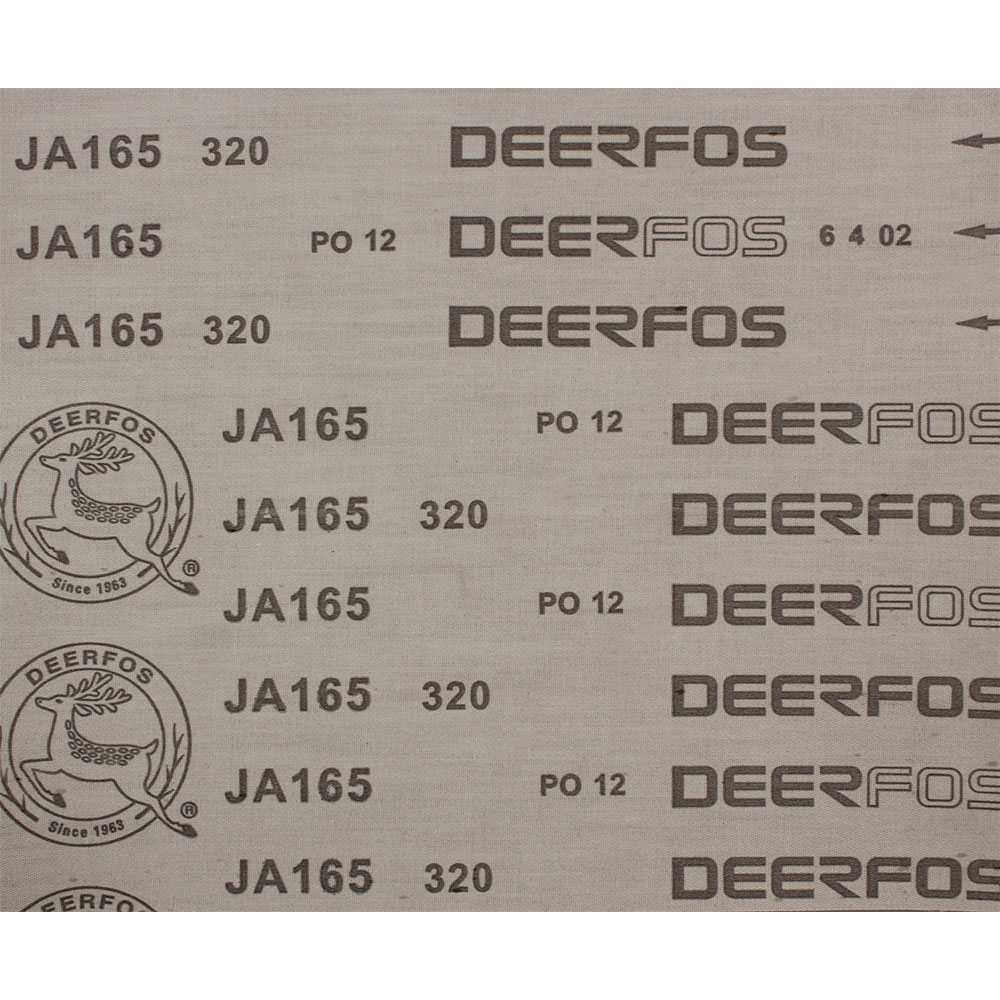 JA165 320 DEERFOS
JA165 PO 12 DEERFOS 6 4 02
JA165 320 DEERFOS
DEERFOS
Since 1963 ®
JA165 PO 12 DEERFOS
JA165 320 DEERFOS
JA165 PO 12 DEERFOS
DEERFOS
Since 1963 ®
JA165 320 DEERFOS
JA165 PO 12 DEERFOS
JA165 320 DEERFOS
EERFO